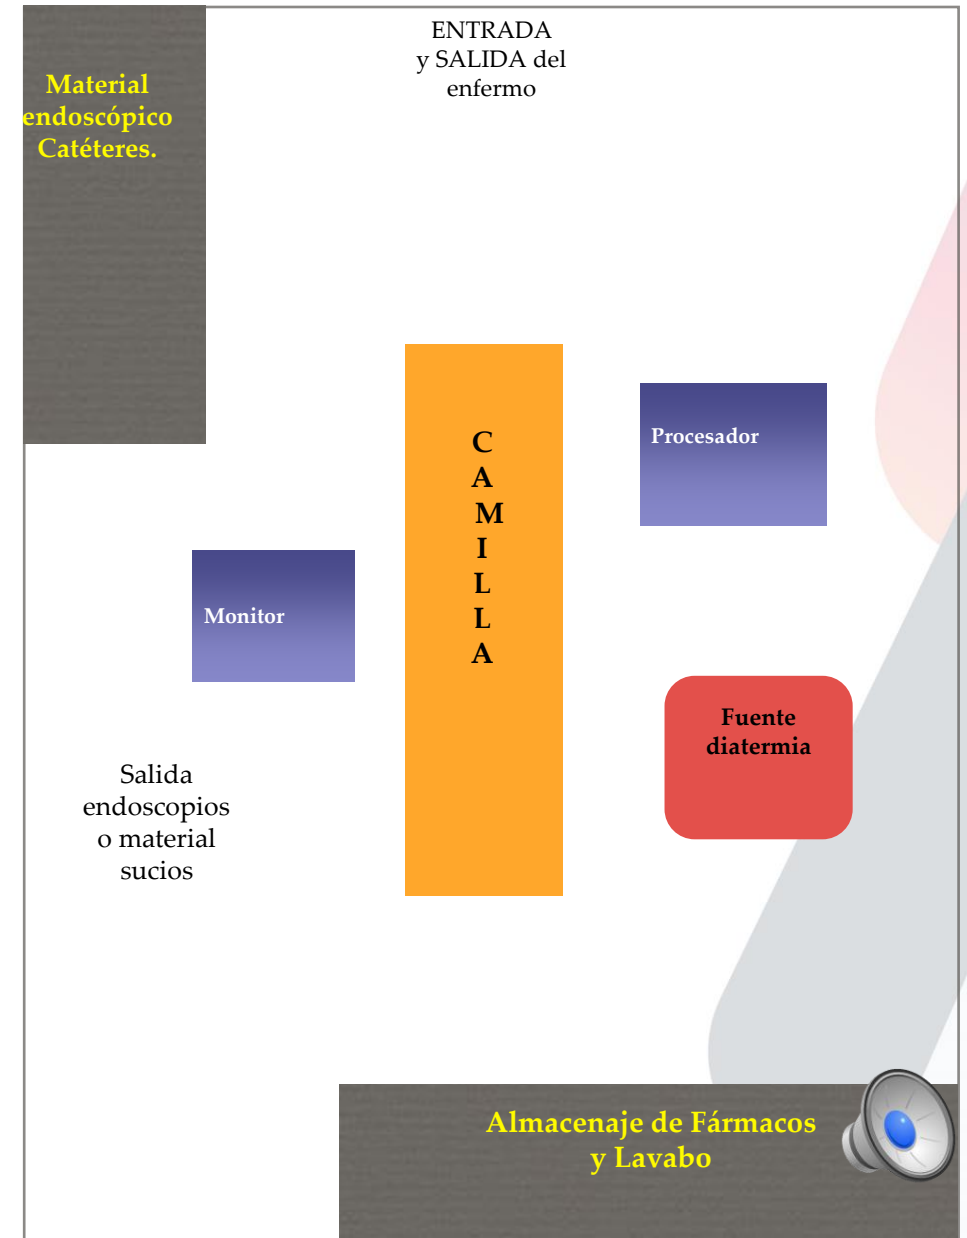 ENTRADA
y SALIDA del
enfermo
Material
endoscópico
Catéteres.
C
A
M
I
L
L
A
Procesador
Monitor
Fuente
diatermia
Salida
endoscopios
o material
sucios
Almacenaje de Fármacos
y Lavabo